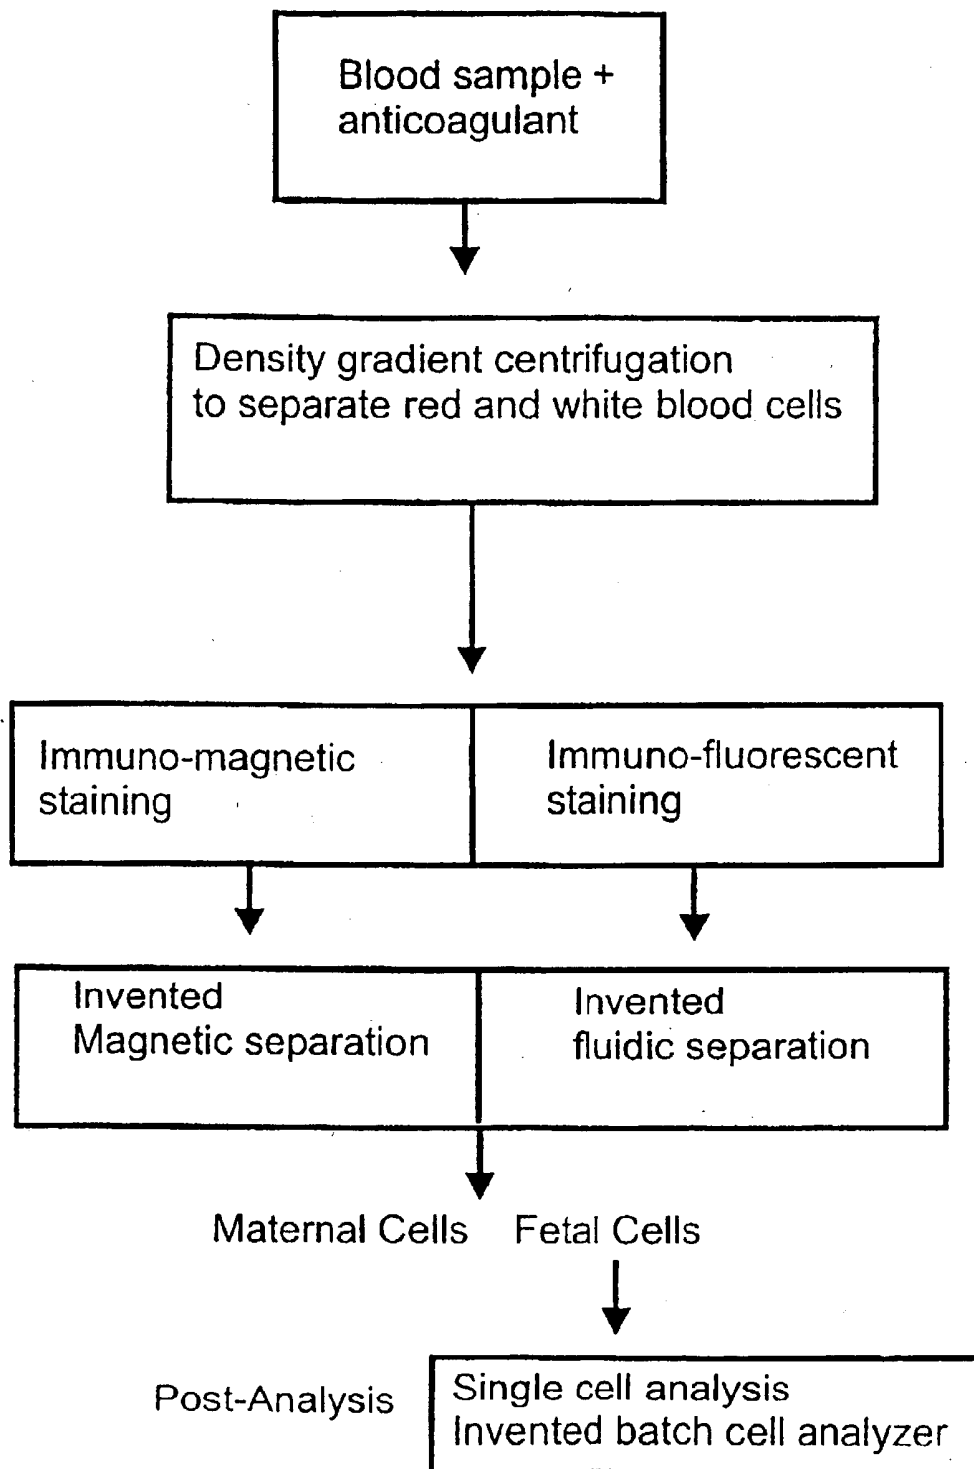 Blood sample +
anticoagulant
Density gradient centrifugation
to separate red and white blood cells
Immuno-magnetic
staining
Immuno-fluorescent
staining
Invented
Magnetic separation
Invented
fluidic separation
Maternal Cells Fetal Cells
Post-Analysis
Single cell analysis
Invented batch cell analyzer